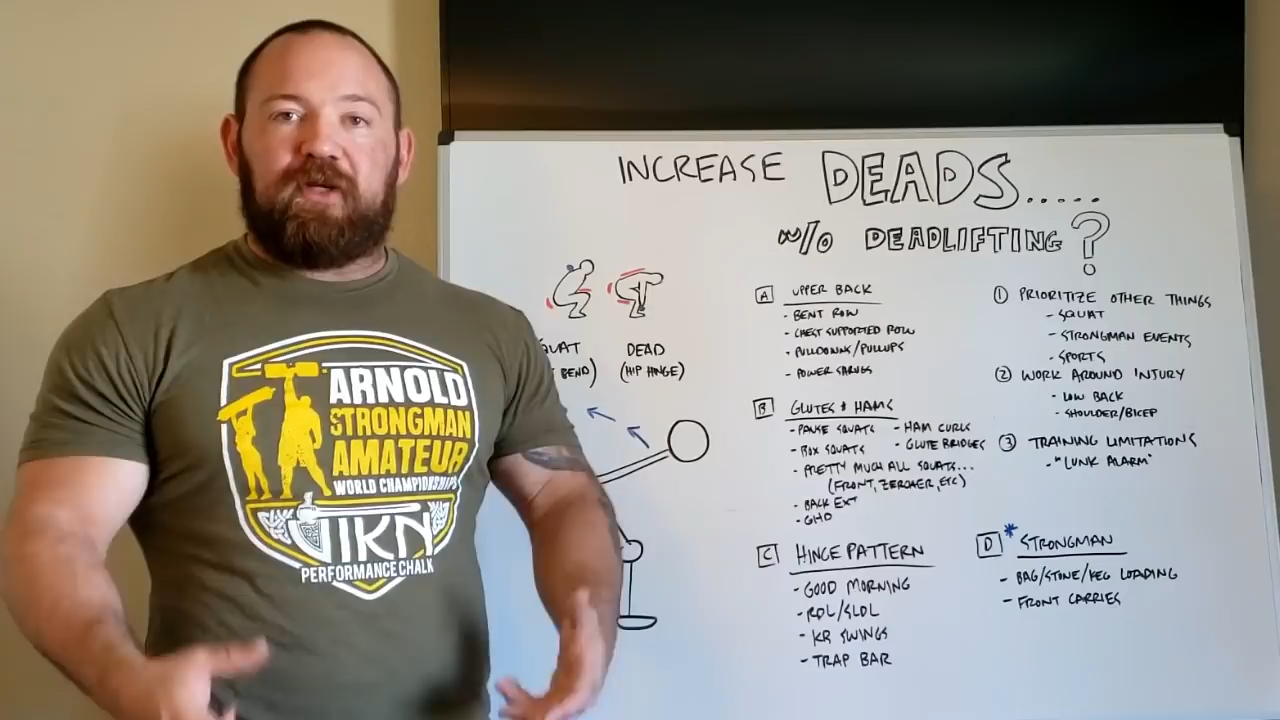 INCREASE DEADS.....
W/O DEADLIFTING?
DEAD
BEND)
(HIP HINGE)
A UPPER BACK
- BENT ROW
- CHEST SUPPORTED ROW
- PULLDOWNS/PULLUPS
- POWER SHRUGS
B GLUTES & HAMS
- PAUSE SQUATS
- HAM CURLS
- BOX SQUATS
- GLUTE BRIDGES
- PRETTY MUCH ALL SQUATS...
(FRONT, ZERCHER, ETC)
- BACK EXT
- GHD
C HINGE PATTERN
- GOOD MORNING
- RDL/SLDL
- KB SWINGS
- TRAP BAR
① PRIORITIZE OTHER THINGS
- SQUAT
- STRONGMAN EVENTS
- SPORTS
② WORK AROUND INJURY
- LOW BACK
- SHOULDER/BICEP
③ TRAINING LIMITATIONS
- "LUNK ALARM"
D * STRONGMAN
- BAG/STONE/KEG LOADING
- FRONT CARRIES
ARNOLD
STRONGMAN
AMATEUR
WORLD CHAMPIONSHIPS
PERFORMANCE CHALK